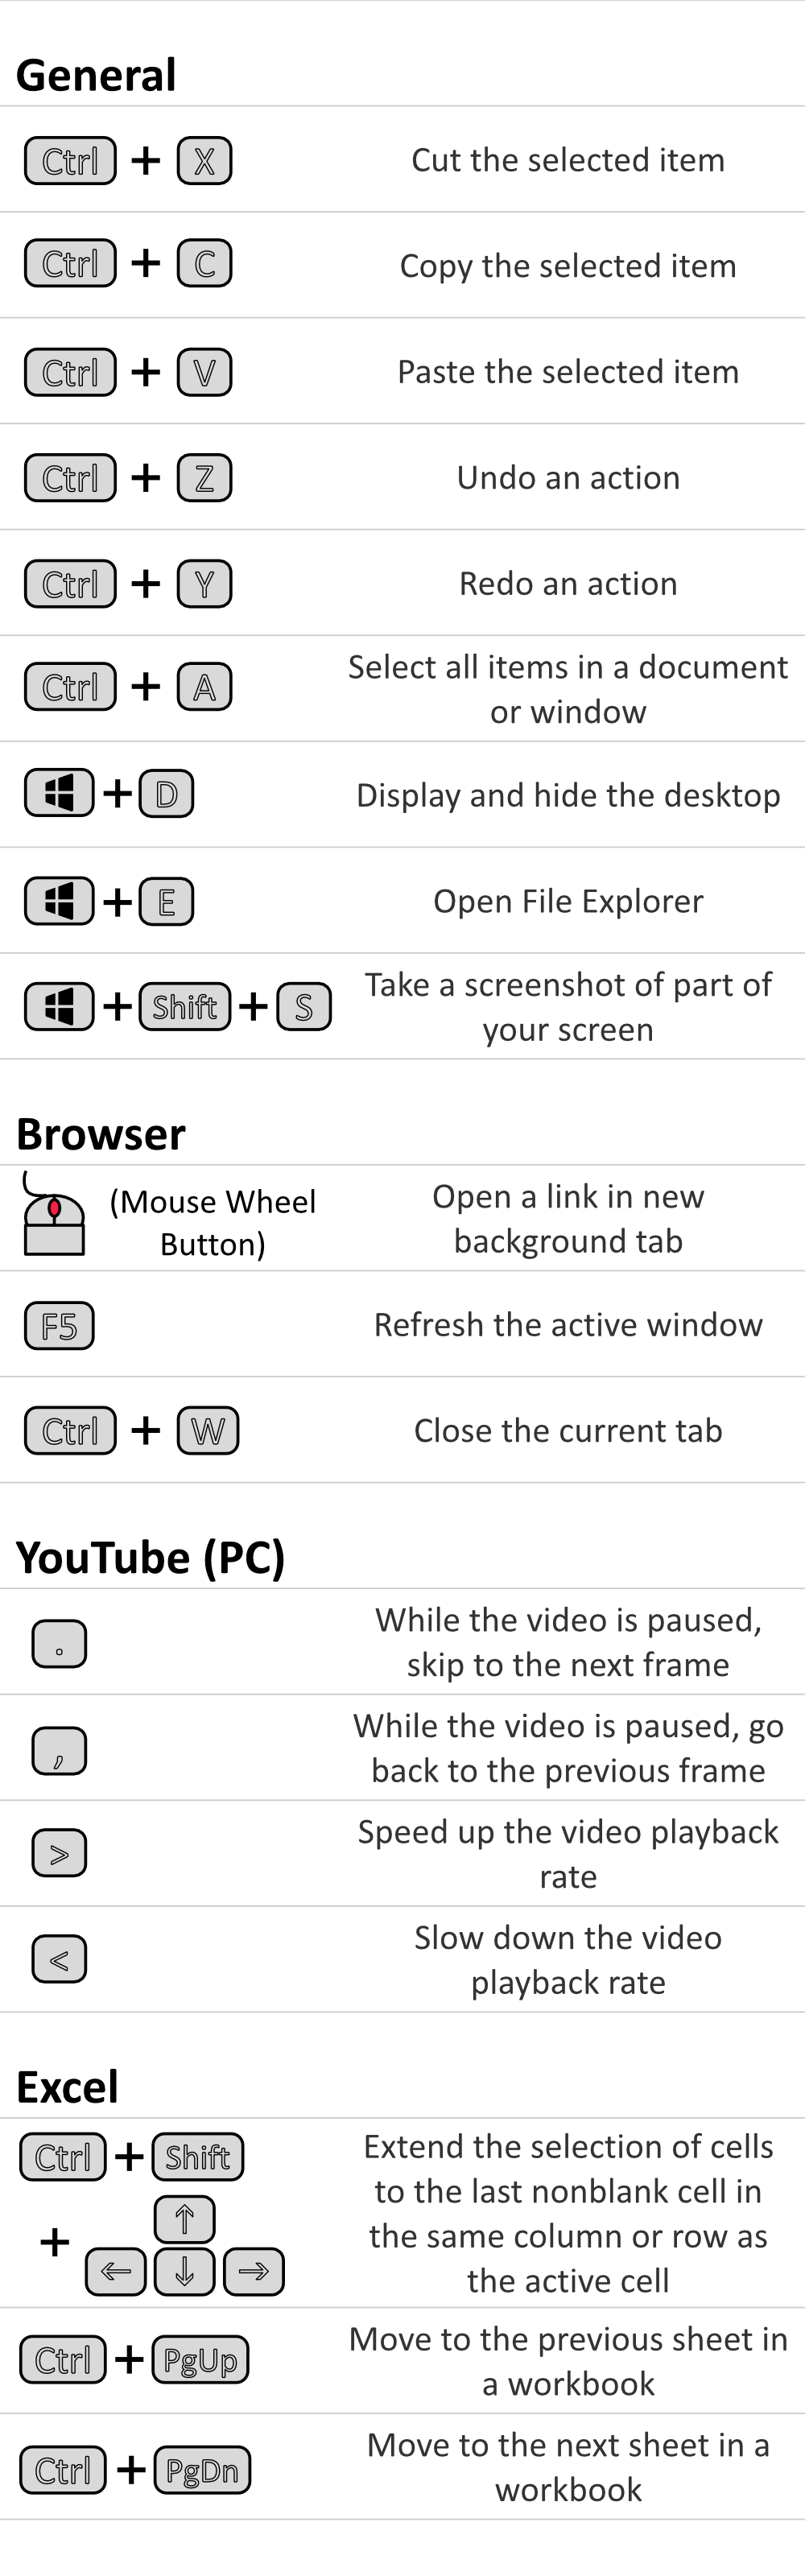 General
Ctrl + X Cut the selected item
Ctrl + C Copy the selected item
Ctrl + V Paste the selected item
Ctrl + Z Undo an action
Ctrl + Y Redo an action
Ctrl + A Select all items in a document
or window
+ D Display and hide the desktop
+ E Open File Explorer
+ Shift + S Take a screenshot of part of
your screen
Browser
(Mouse Wheel
Button)
Open a link in new
background tab
F5 Refresh the active window
Ctrl + W Close the current tab
YouTube (PC)
. While the video is paused,
skip to the next frame
, While the video is paused, go
back to the previous frame
> Speed up the video playback
rate
< Slow down the video
playback rate
Excel
Ctrl + Shift
+ ↑
← ↓ →
Extend the selection of cells
to the last nonblank cell in
the same column or row as
the active cell
Ctrl + PgUp Move to the previous sheet in
a workbook
Ctrl + PgDn Move to the next sheet in a
workbook